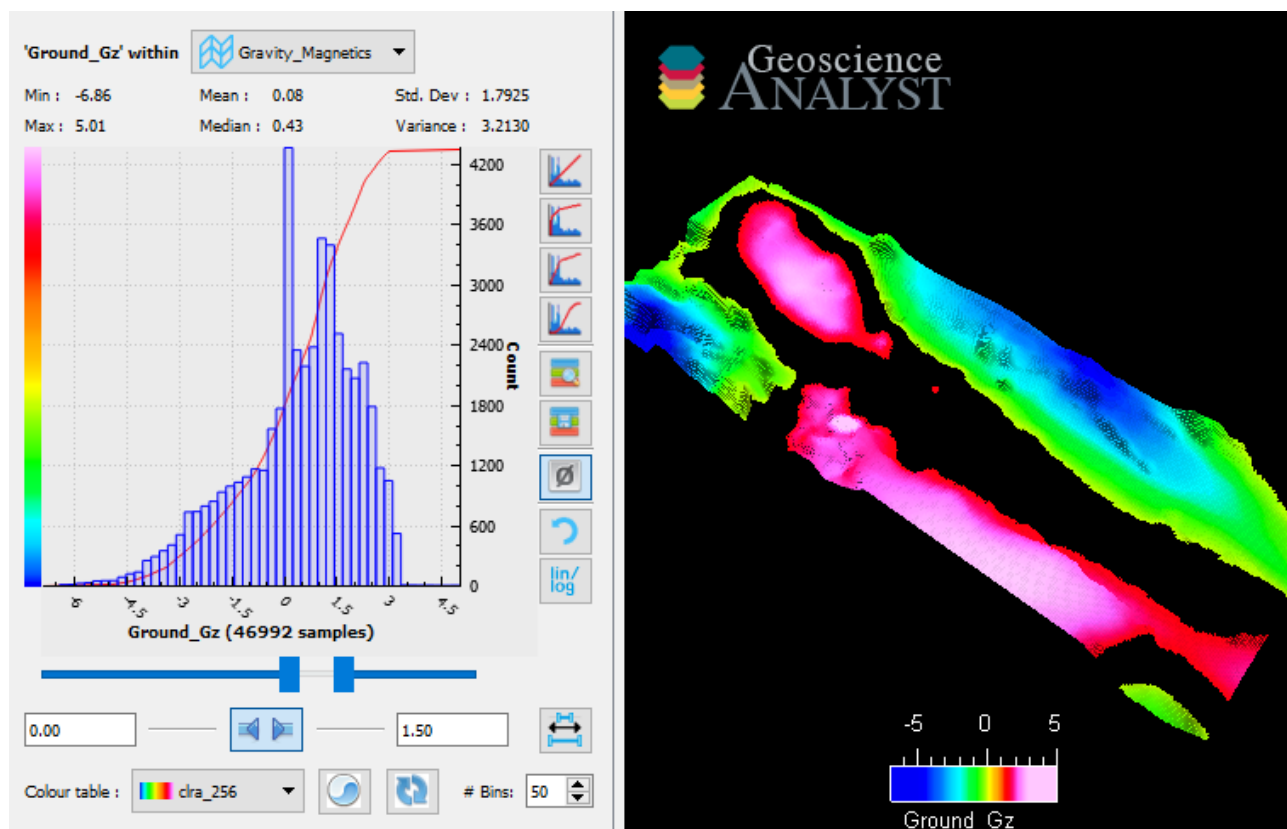 'Ground_Gz' within Gravity_Magnetics
Min : -6.86 Mean : 0.08 Std. Dev : 1.7925
Max : 5.01 Median : 0.43 Variance : 3.2130
4200
3600
3000
2400
1800
1200
600
0
Count
-6 -4.5 -3 -1.5 0 1.5 3 4.5
Ground_Gz (46992 samples)
lin/
log
0.00 1.50
Colour table : clra_256 # Bins: 50
Geoscience
ANALYST
-5 0 5
Ground_Gz